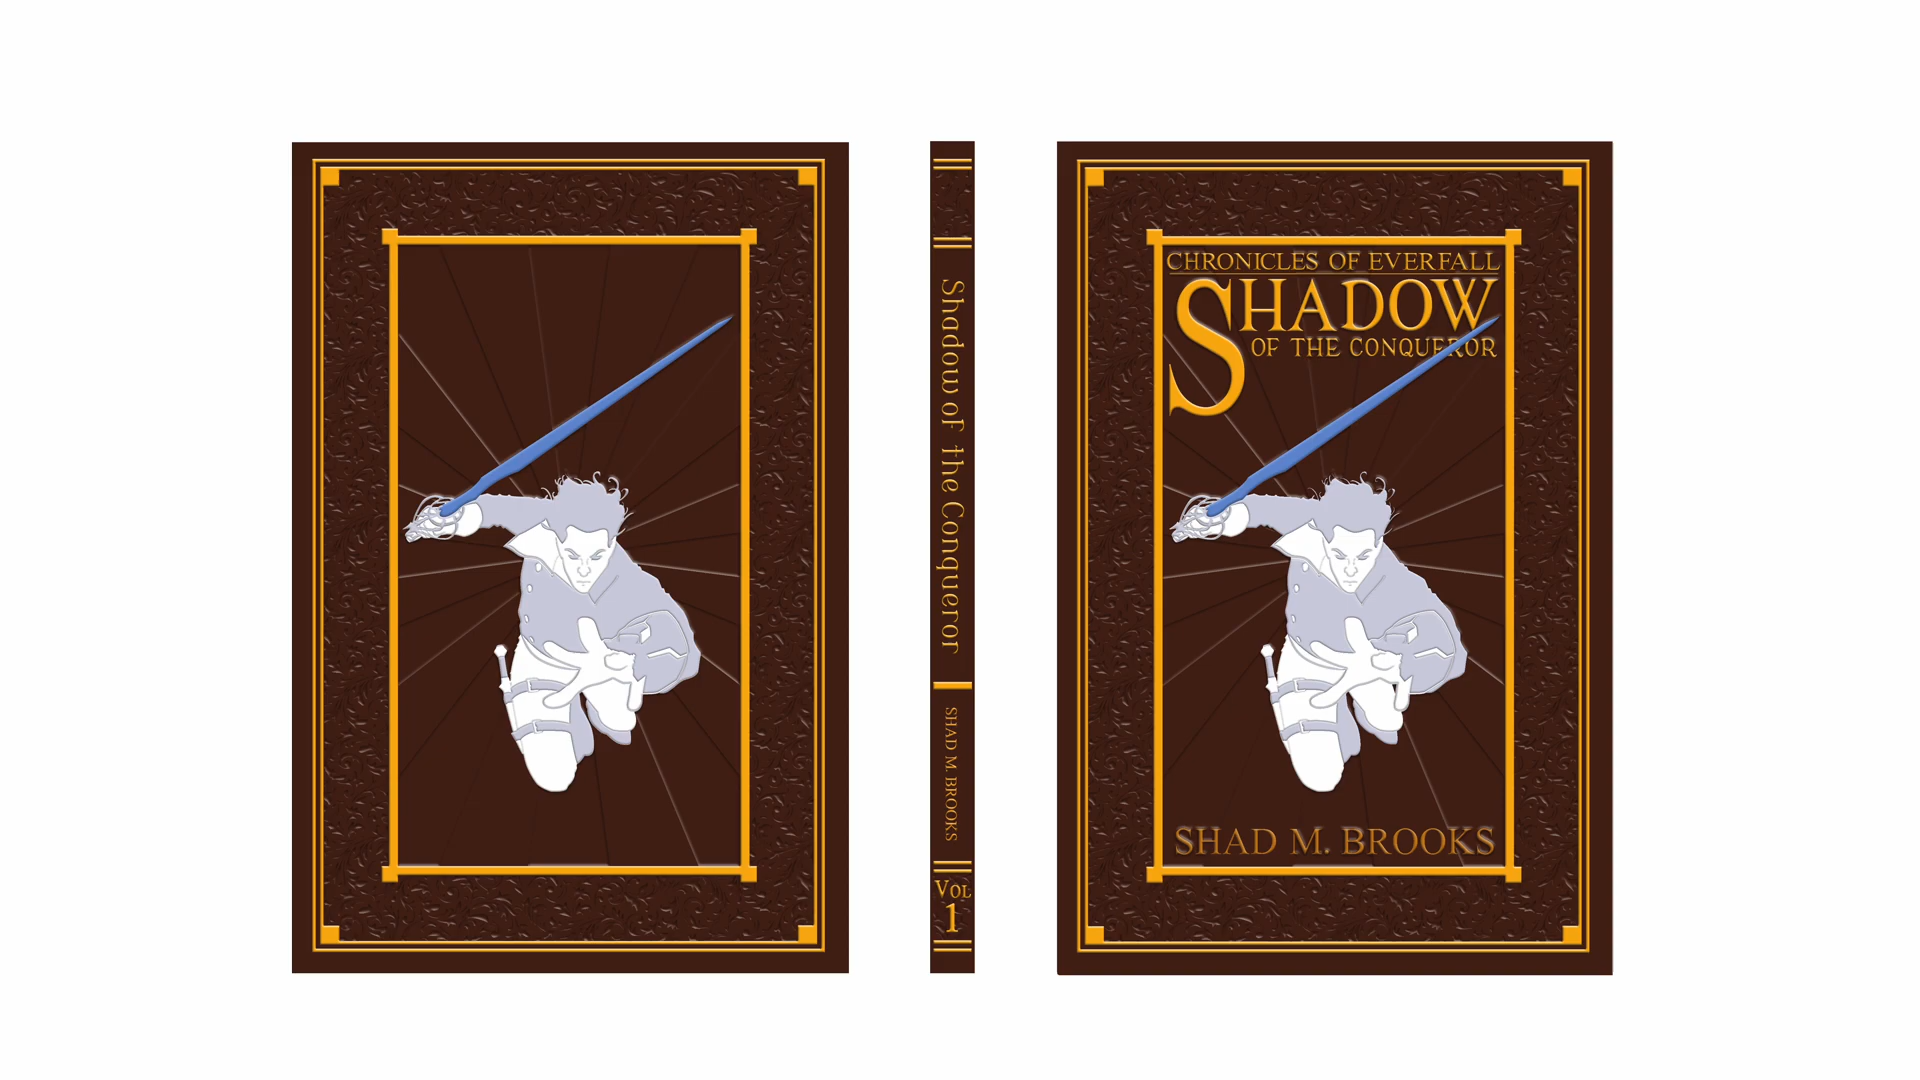 Shadow of the Conqueror
SHAD M. BROOKS
VOL
1
CHRONICLES OF EVERFALL
SHADOW
OF THE CONQUEROR
SHAD M. BROOKS